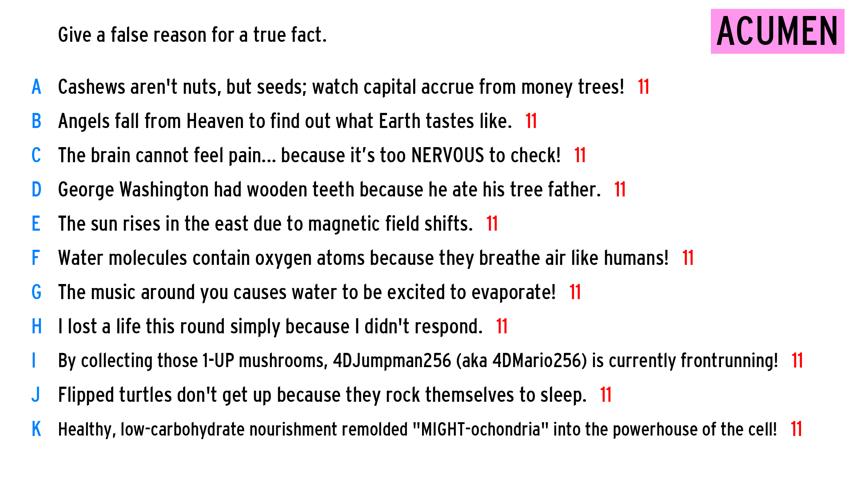 Give a false reason for a true fact.
ACUMEN
A Cashews aren't nuts, but seeds; watch capital accrue from money trees! 11
B Angels fall from Heaven to find out what Earth tastes like. 11
C The brain cannot feel pain... because it's too NERVOUS to check! 11
D George Washington had wooden teeth because he ate his tree father. 11
E The sun rises in the east due to magnetic field shifts. 11
F Water molecules contain oxygen atoms because they breathe air like humans! 11
G The music around you causes water to be excited to evaporate! 11
H I lost a life this round simply because I didn't respond. 11
I By collecting those 1-UP mushrooms, 4DJumpman256 (aka 4DMario256) is currently frontrunning! 11
J Flipped turtles don't get up because they rock themselves to sleep. 11
K Healthy, low-carbohydrate nourishment remolded "MIGHT-ochondria" into the powerhouse of the cell! 11